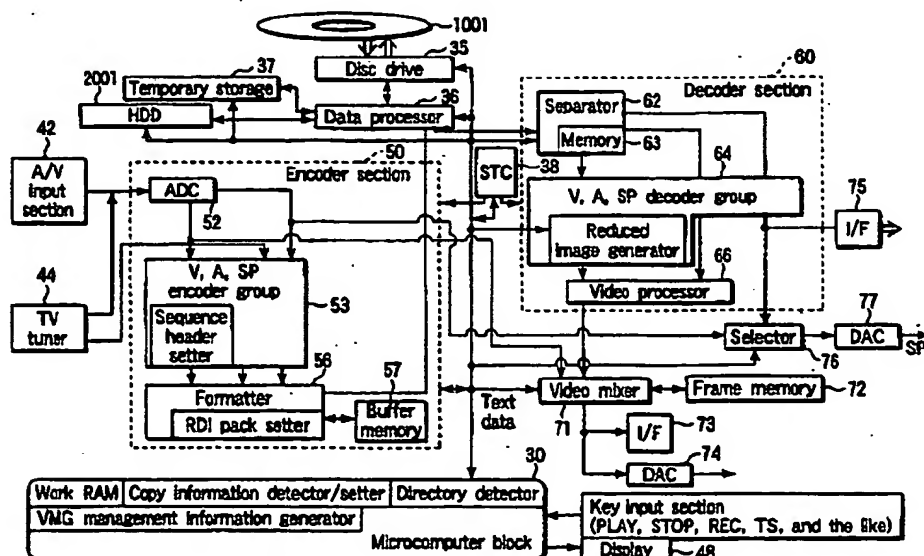 1001
35
Disc drive
37
Temporary storage
2001
HDD
36
Data processor
60
Decoder section
Separator
62
Memory
63
42
A/V
input
section
50
Encoder section
ADC
52
STC
38
64
V, A, SP decoder group
Reduced
image generator
66
Video processor
75
I/F
44
TV
tuner
V, A, SP
encoder group
53
Sequence
header
setter
56
Formatter
RDI pack setter
57
Buffer
memory
77
Selector
76
DAC
SP
Text
data
Video mixer
71
Frame memory
72
73
I/F
74
DAC
30
Work RAM
Copy information detector/setter
Directory detector
VMG management information generator
Microcomputer block
Key input section
(PLAY, STOP, REC, TS, and the like)
Display
48